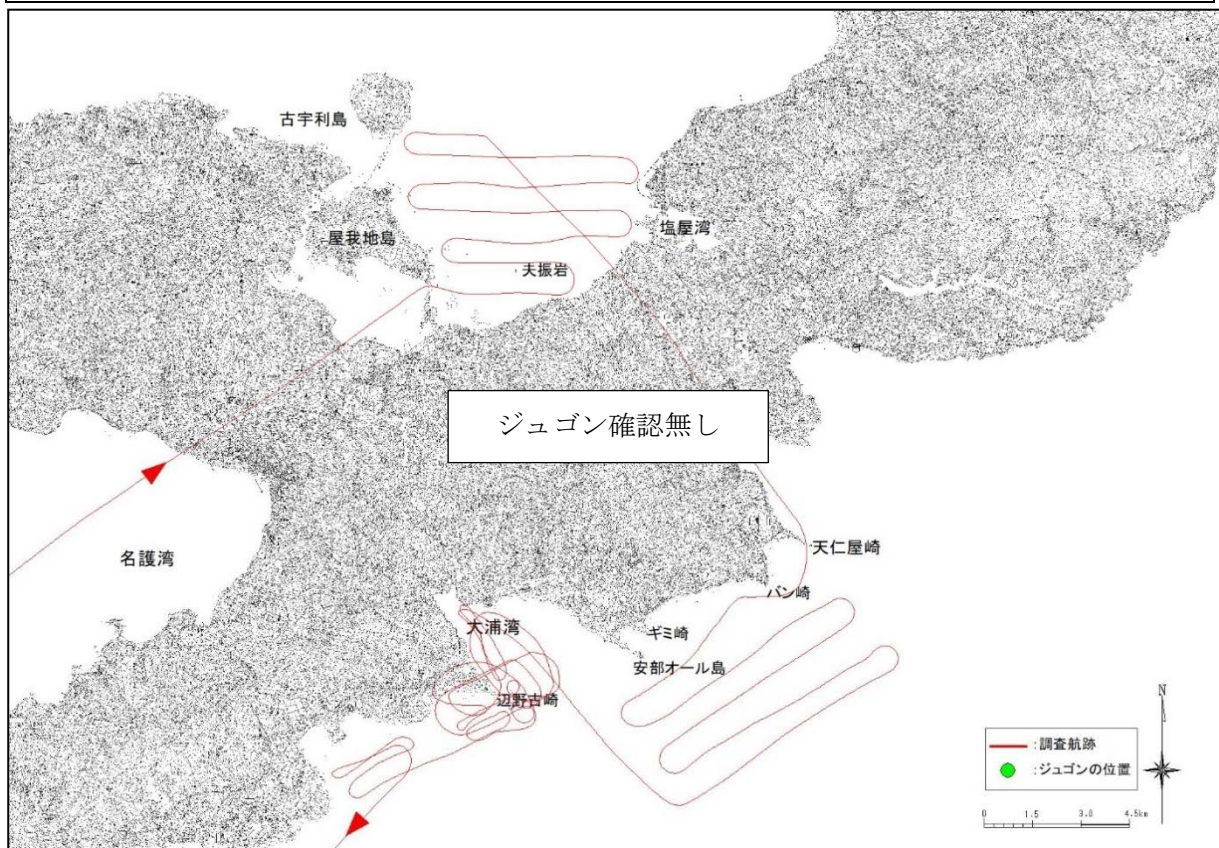 古宇利島
屋我地島
塩屋湾
夫振岩
ジュゴン確認無し
名護湾
天仁屋崎
バン崎
大浦湾
ギミ崎
安部オール島
辺野古崎
N
:調査航跡
:ジュゴンの位置
0 1.5 3.0 4.5km